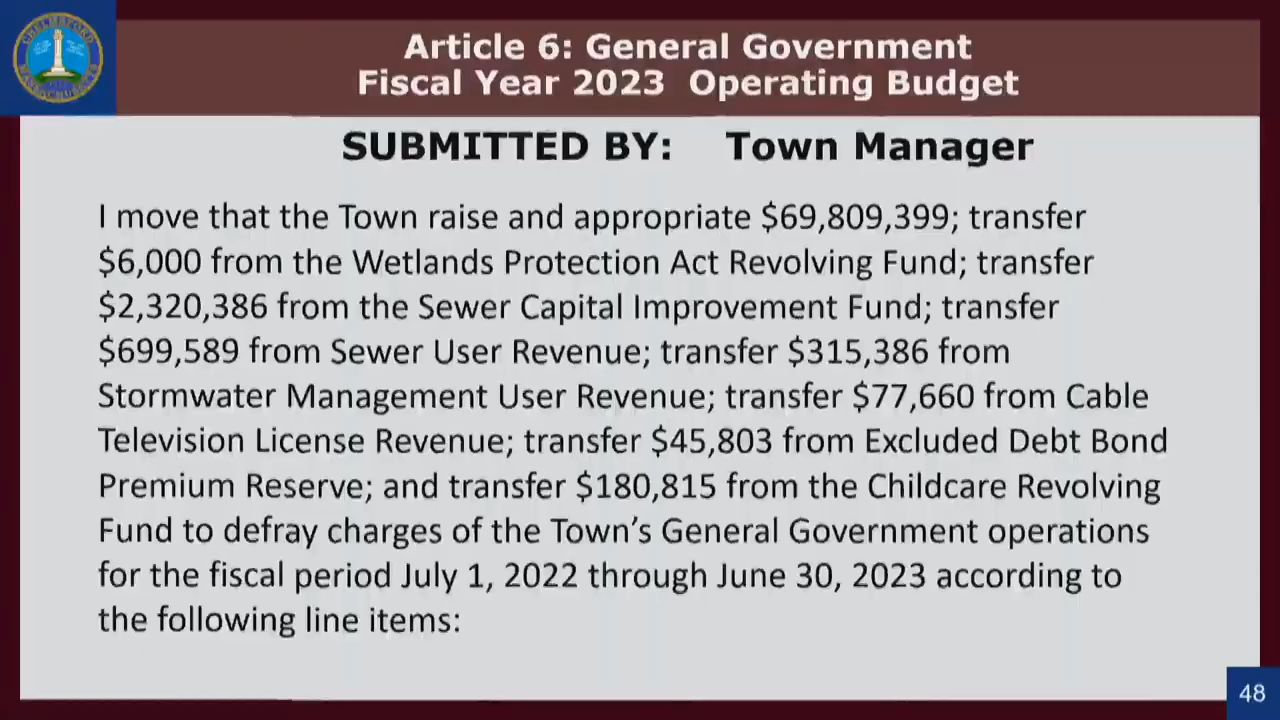 CHELMSFORD
MASSACHUSETTS
Article 6: General Government
Fiscal Year 2023 Operating Budget
SUBMITTED BY: Town Manager
I move that the Town raise and appropriate $69,809,399; transfer
$6,000 from the Wetlands Protection Act Revolving Fund; transfer
$2,320,386 from the Sewer Capital Improvement Fund; transfer
$699,589 from Sewer User Revenue; transfer $315,386 from
Stormwater Management User Revenue; transfer $77,660 from Cable
Television License Revenue; transfer $45,803 from Excluded Debt Bond
Premium Reserve; and transfer $180,815 from the Childcare Revolving
Fund to defray charges of the Town’s General Government operations
for the fiscal period July 1, 2022 through June 30, 2023 according to
the following line items:
48